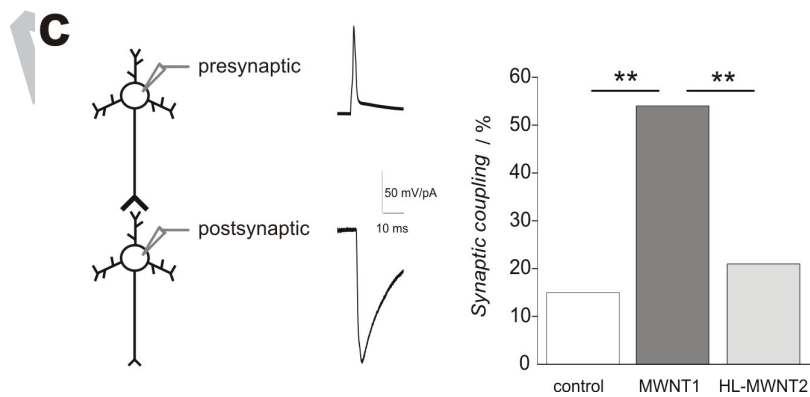 C
presynaptic
50 mV/pA
10 ms
postsynaptic
Synaptic coupling / %
60
50
40
30
20
10
0
** **
control MWNT1 HL-MWNT2